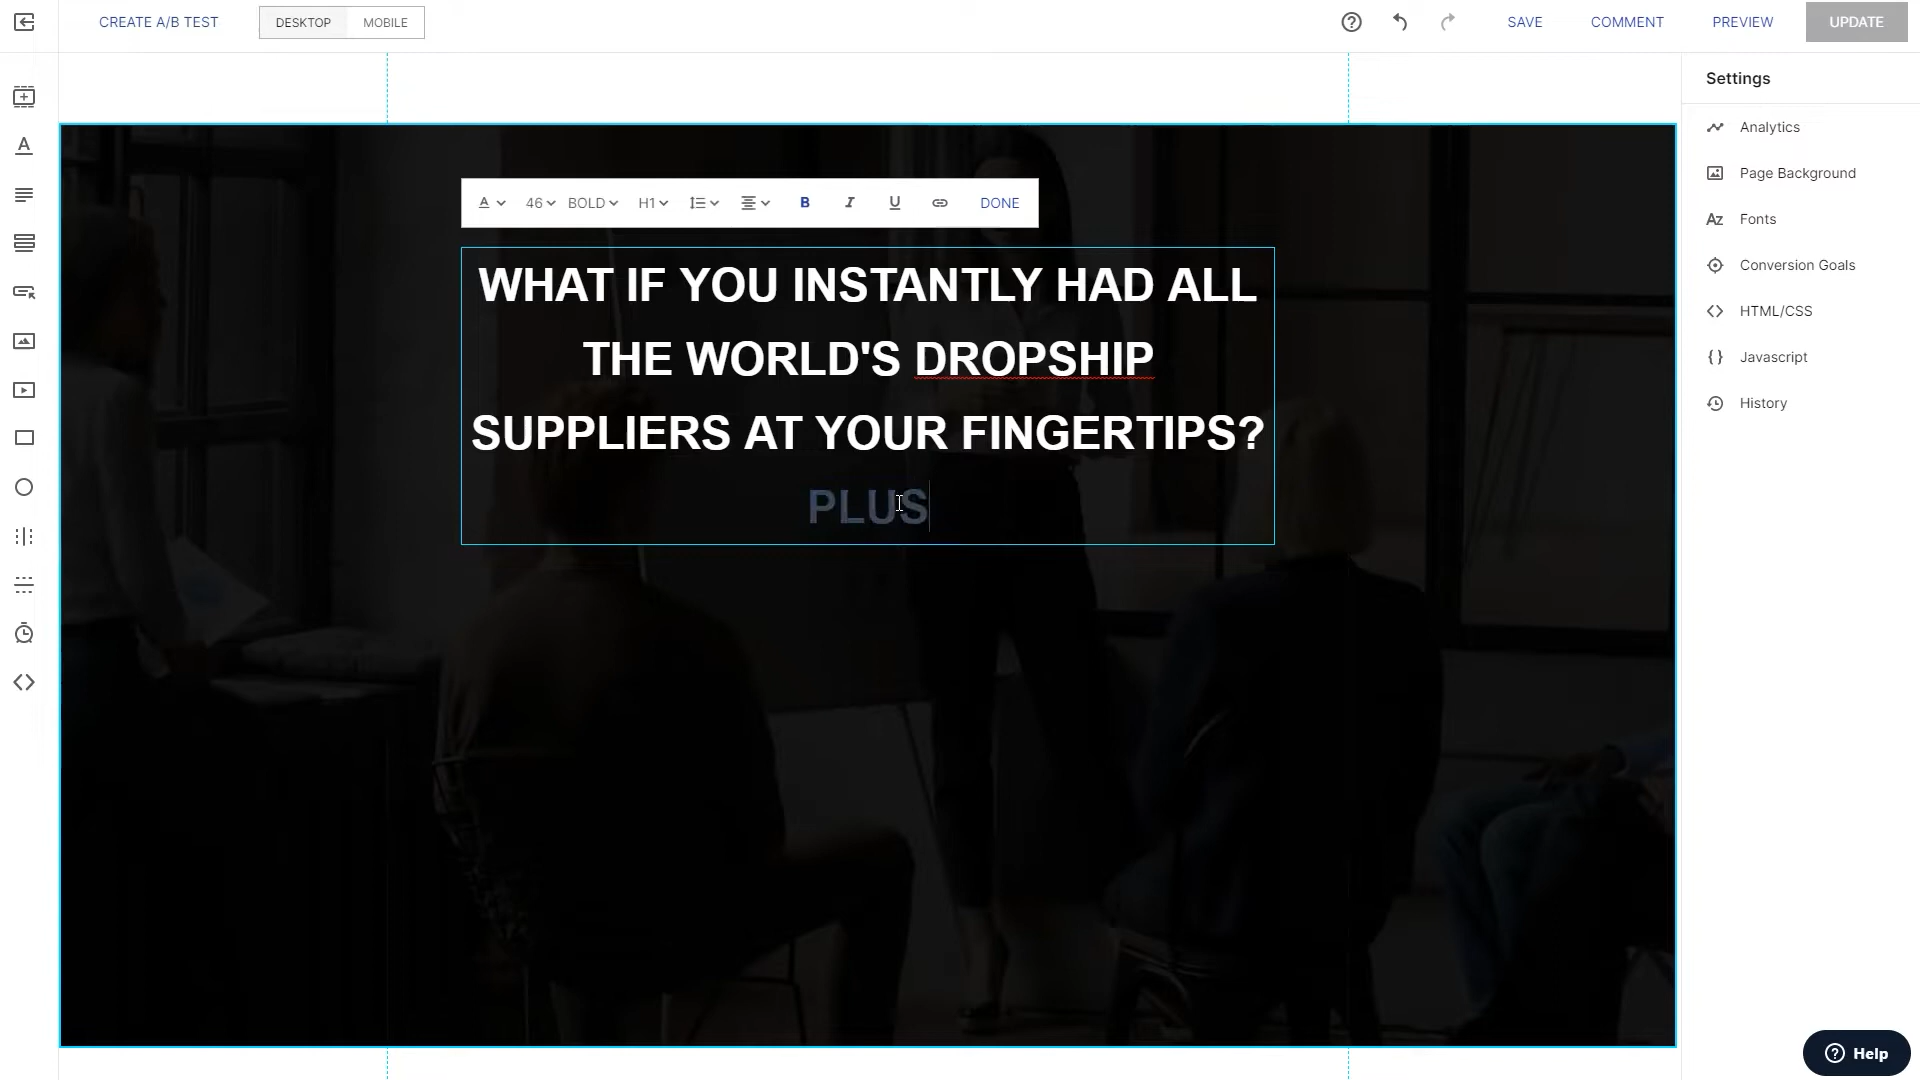 CREATE A/B TEST
DESKTOP
MOBILE
SAVE
COMMENT
PREVIEW
UPDATE
Settings
Analytics
Page Background
Fonts
Conversion Goals
HTML/CSS
Javascript
History
A 46 BOLD H1 B I U DONE
WHAT IF YOU INSTANTLY HAD ALL
THE WORLD'S DROPSHIP
SUPPLIERS AT YOUR FINGERTIPS?
PLUS
Help